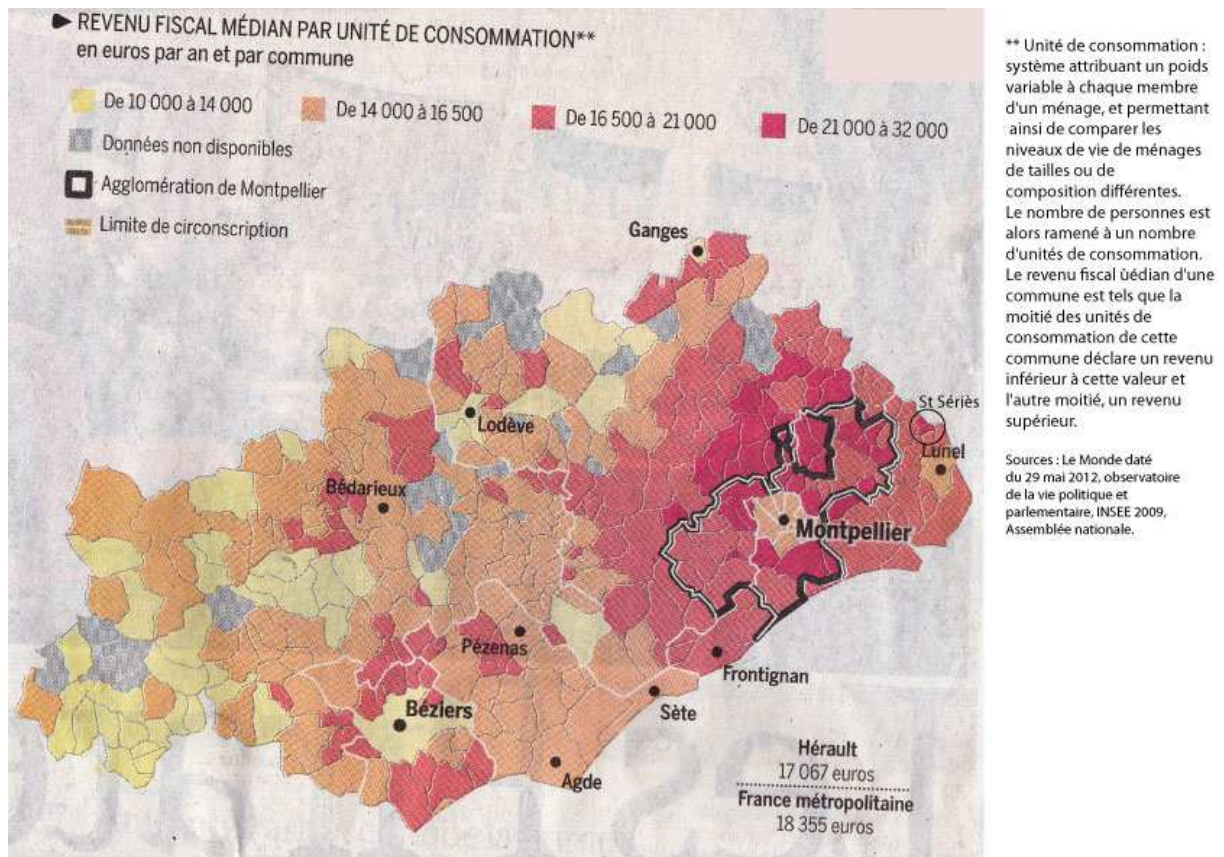 ► REVENU FISCAL MÉDIAN PAR UNITÉ DE CONSOMMATION**
en euros par an et par commune
De 10 000 à 14 000
De 14 000 à 16 500
De 16 500 à 21 000
De 21 000 à 32 000
Données non disponibles
Agglomération de Montpellier
Limite de circonscription
Ganges
Lodève
St Sériès
Lunel
Bédarieux
Montpellier
Pézenas
Frontignan
Sète
Béziers
Agde
Hérault
17 067 euros
France métropolitaine
18 355 euros
** Unité de consommation :
système attribuant un poids
variable à chaque membre
d'un ménage, et permettant
ainsi de comparer les
niveaux de vie de ménages
de tailles ou de
composition différentes.
Le nombre de personnes est
alors ramené à un nombre
d'unités de consommation.
Le revenu fiscal ùédian d'une
commune est tels que la
moitié des unités de
consommation de cette
commune déclare un revenu
inférieur à cette valeur et
l'autre moitié, un revenu
supérieur.
Sources : Le Monde daté
du 29 mai 2012, observatoire
de la vie politique et
parlementaire, INSEE 2009,
Assemblée nationale.